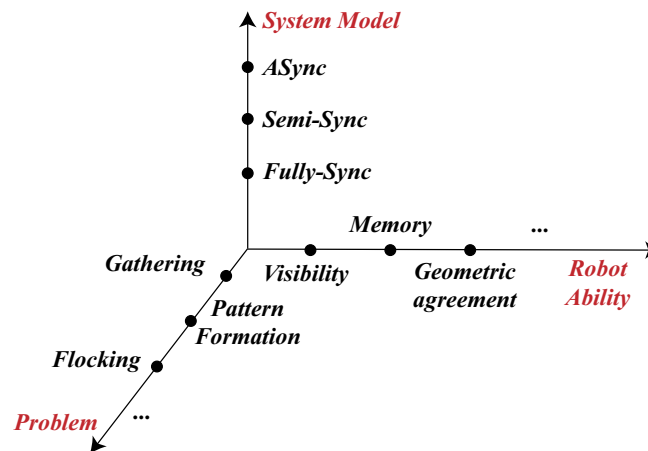 System Model
ASync
Semi-Sync
Fully-Sync
Memory
...
Gathering
Visibility
Geometric
agreement
Robot
Ability
Pattern
Formation
Flocking
...
Problem